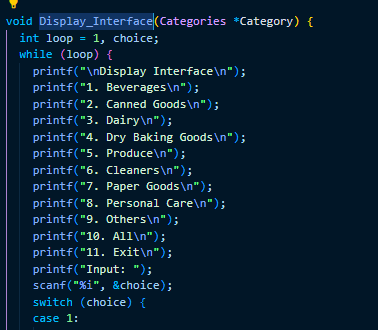 void Display_Interface(Categories *Category) {
int loop = 1, choice;
while (loop) {
printf("\nDisplay Interface\n");
printf("1. Beverages\n");
printf("2. Canned Goods\n");
printf("3. Dairy\n");
printf("4. Dry Baking Goods\n");
printf("5. Produce\n");
printf("6. Cleaners\n");
printf("7. Paper Goods\n");
printf("8. Personal Care\n");
printf("9. Others\n");
printf("10. All\n");
printf("11. Exit\n");
printf("Input: ");
scanf("%i", &choice);
switch (choice) {
case 1: